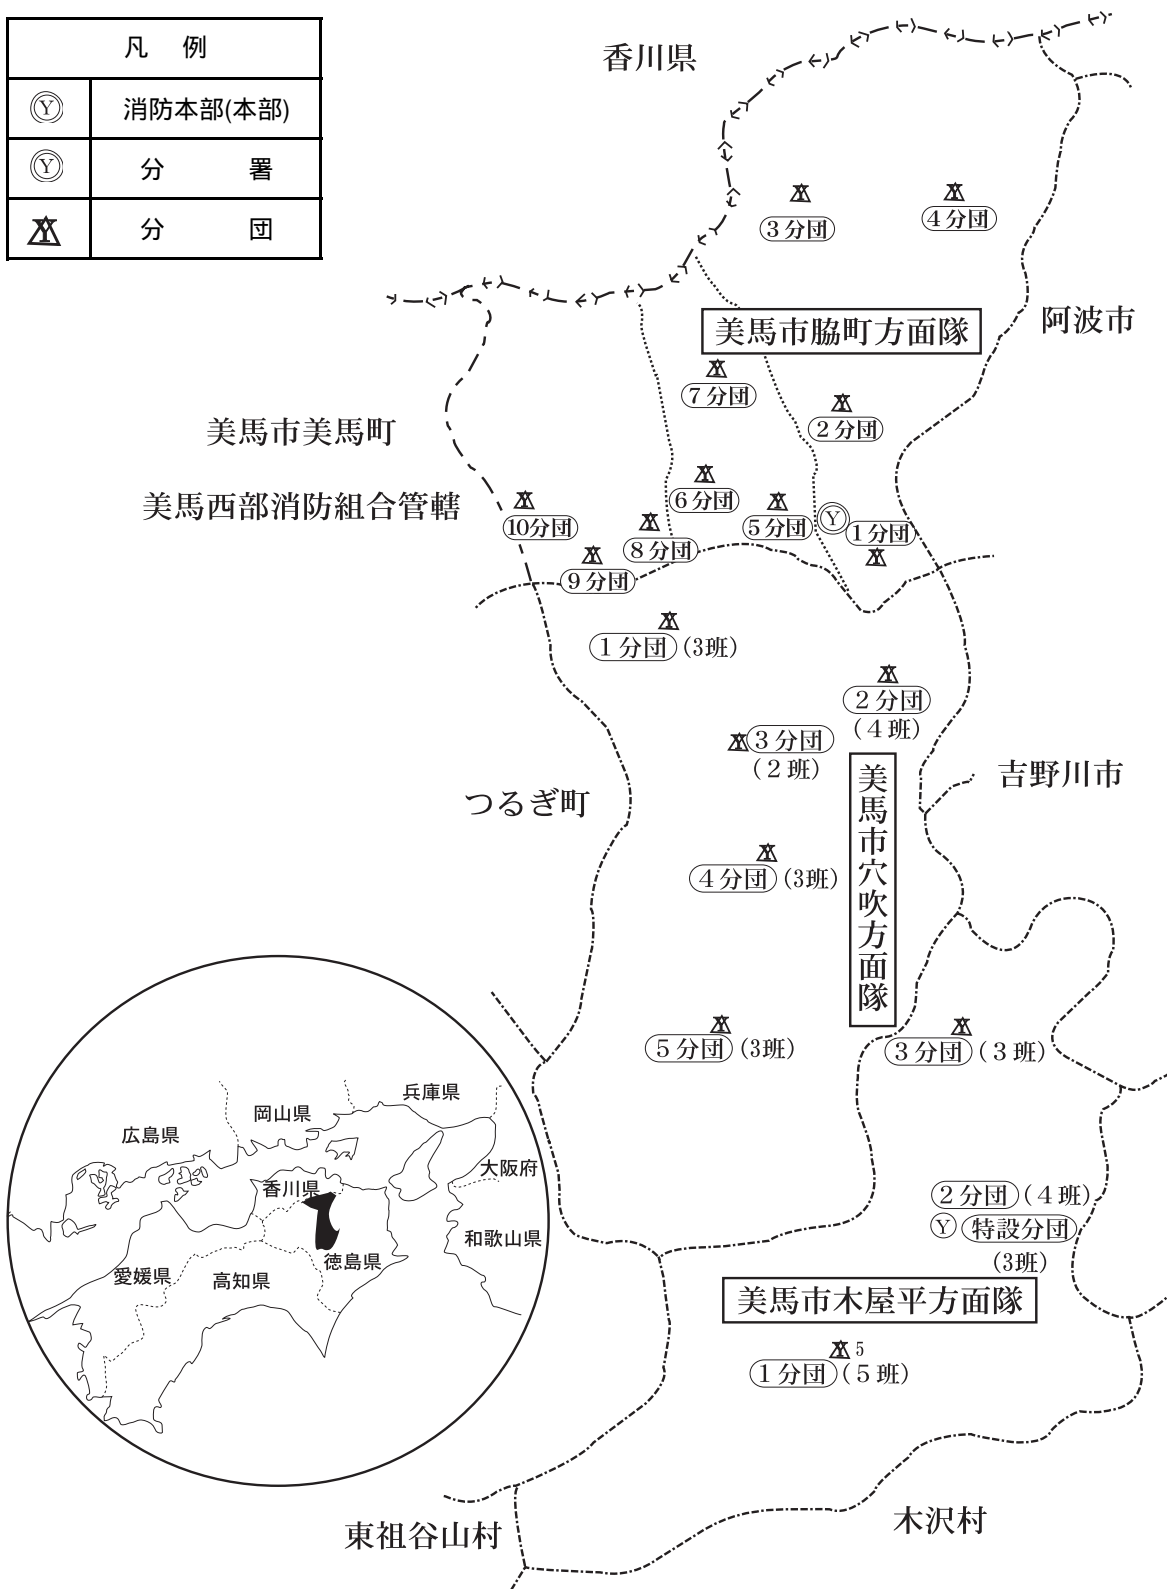 凡 例
Ⓨ 消防本部(本部)
Ⓨ 分 署
分 団
香川県
3分団
4分団
美馬市脇町方面隊
阿波市
7分団
2分団
美馬市美馬町
美馬西部消防組合管轄
6分団
5分団
Ⓨ
1分団
10分団
8分団
9分団
1分団(3班)
2分団
(4班)
3分団
(2班)
美馬市穴吹方面隊
吉野川市
つるぎ町
4分団(3班)
5分団(3班)
3分団(3班)
2分団(4班)
Ⓨ 特設分団
(3班)
美馬市木屋平方面隊
5
1分団(5班)
東祖谷山村
木沢村
兵庫県
岡山県
広島県
大阪府
香川県
和歌山県
徳島県
愛媛県
高知県